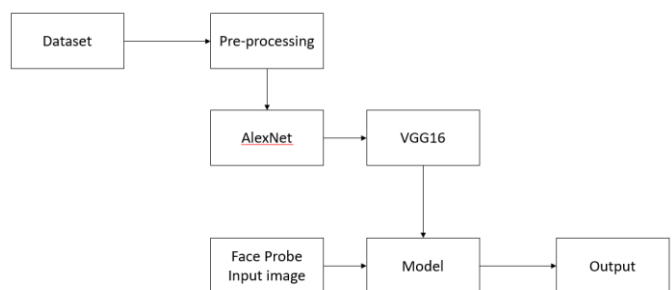 Dataset
Pre-processing
AlexNet
VGG16
Face Probe
Input image
Model
Output